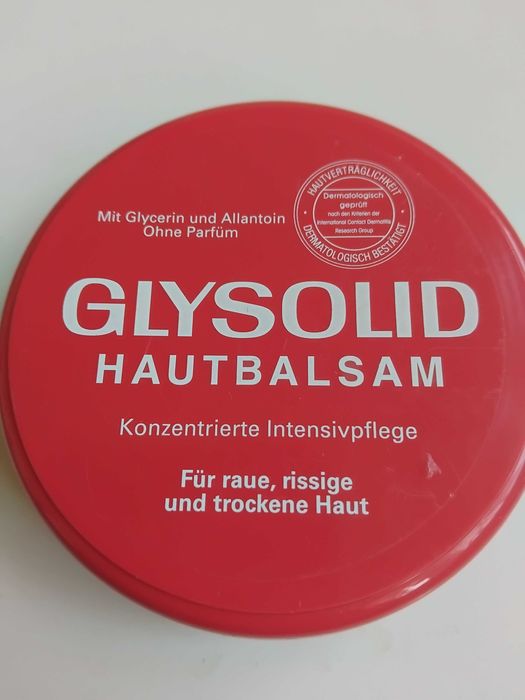 Mit Glycerin und Allantoin
Ohne Parfüm
HAUTVERTRÄGLICHKEIT
Dermatologisch
geprüft
nach den Kriterien der
International Contact Dermatitis
Research Group
DERMATOLOGISCH BESTÄTIGT
GLYSOLID
HAUTBALSAM
Konzentrierte Intensivpflege
Für raue, rissige
und trockene Haut